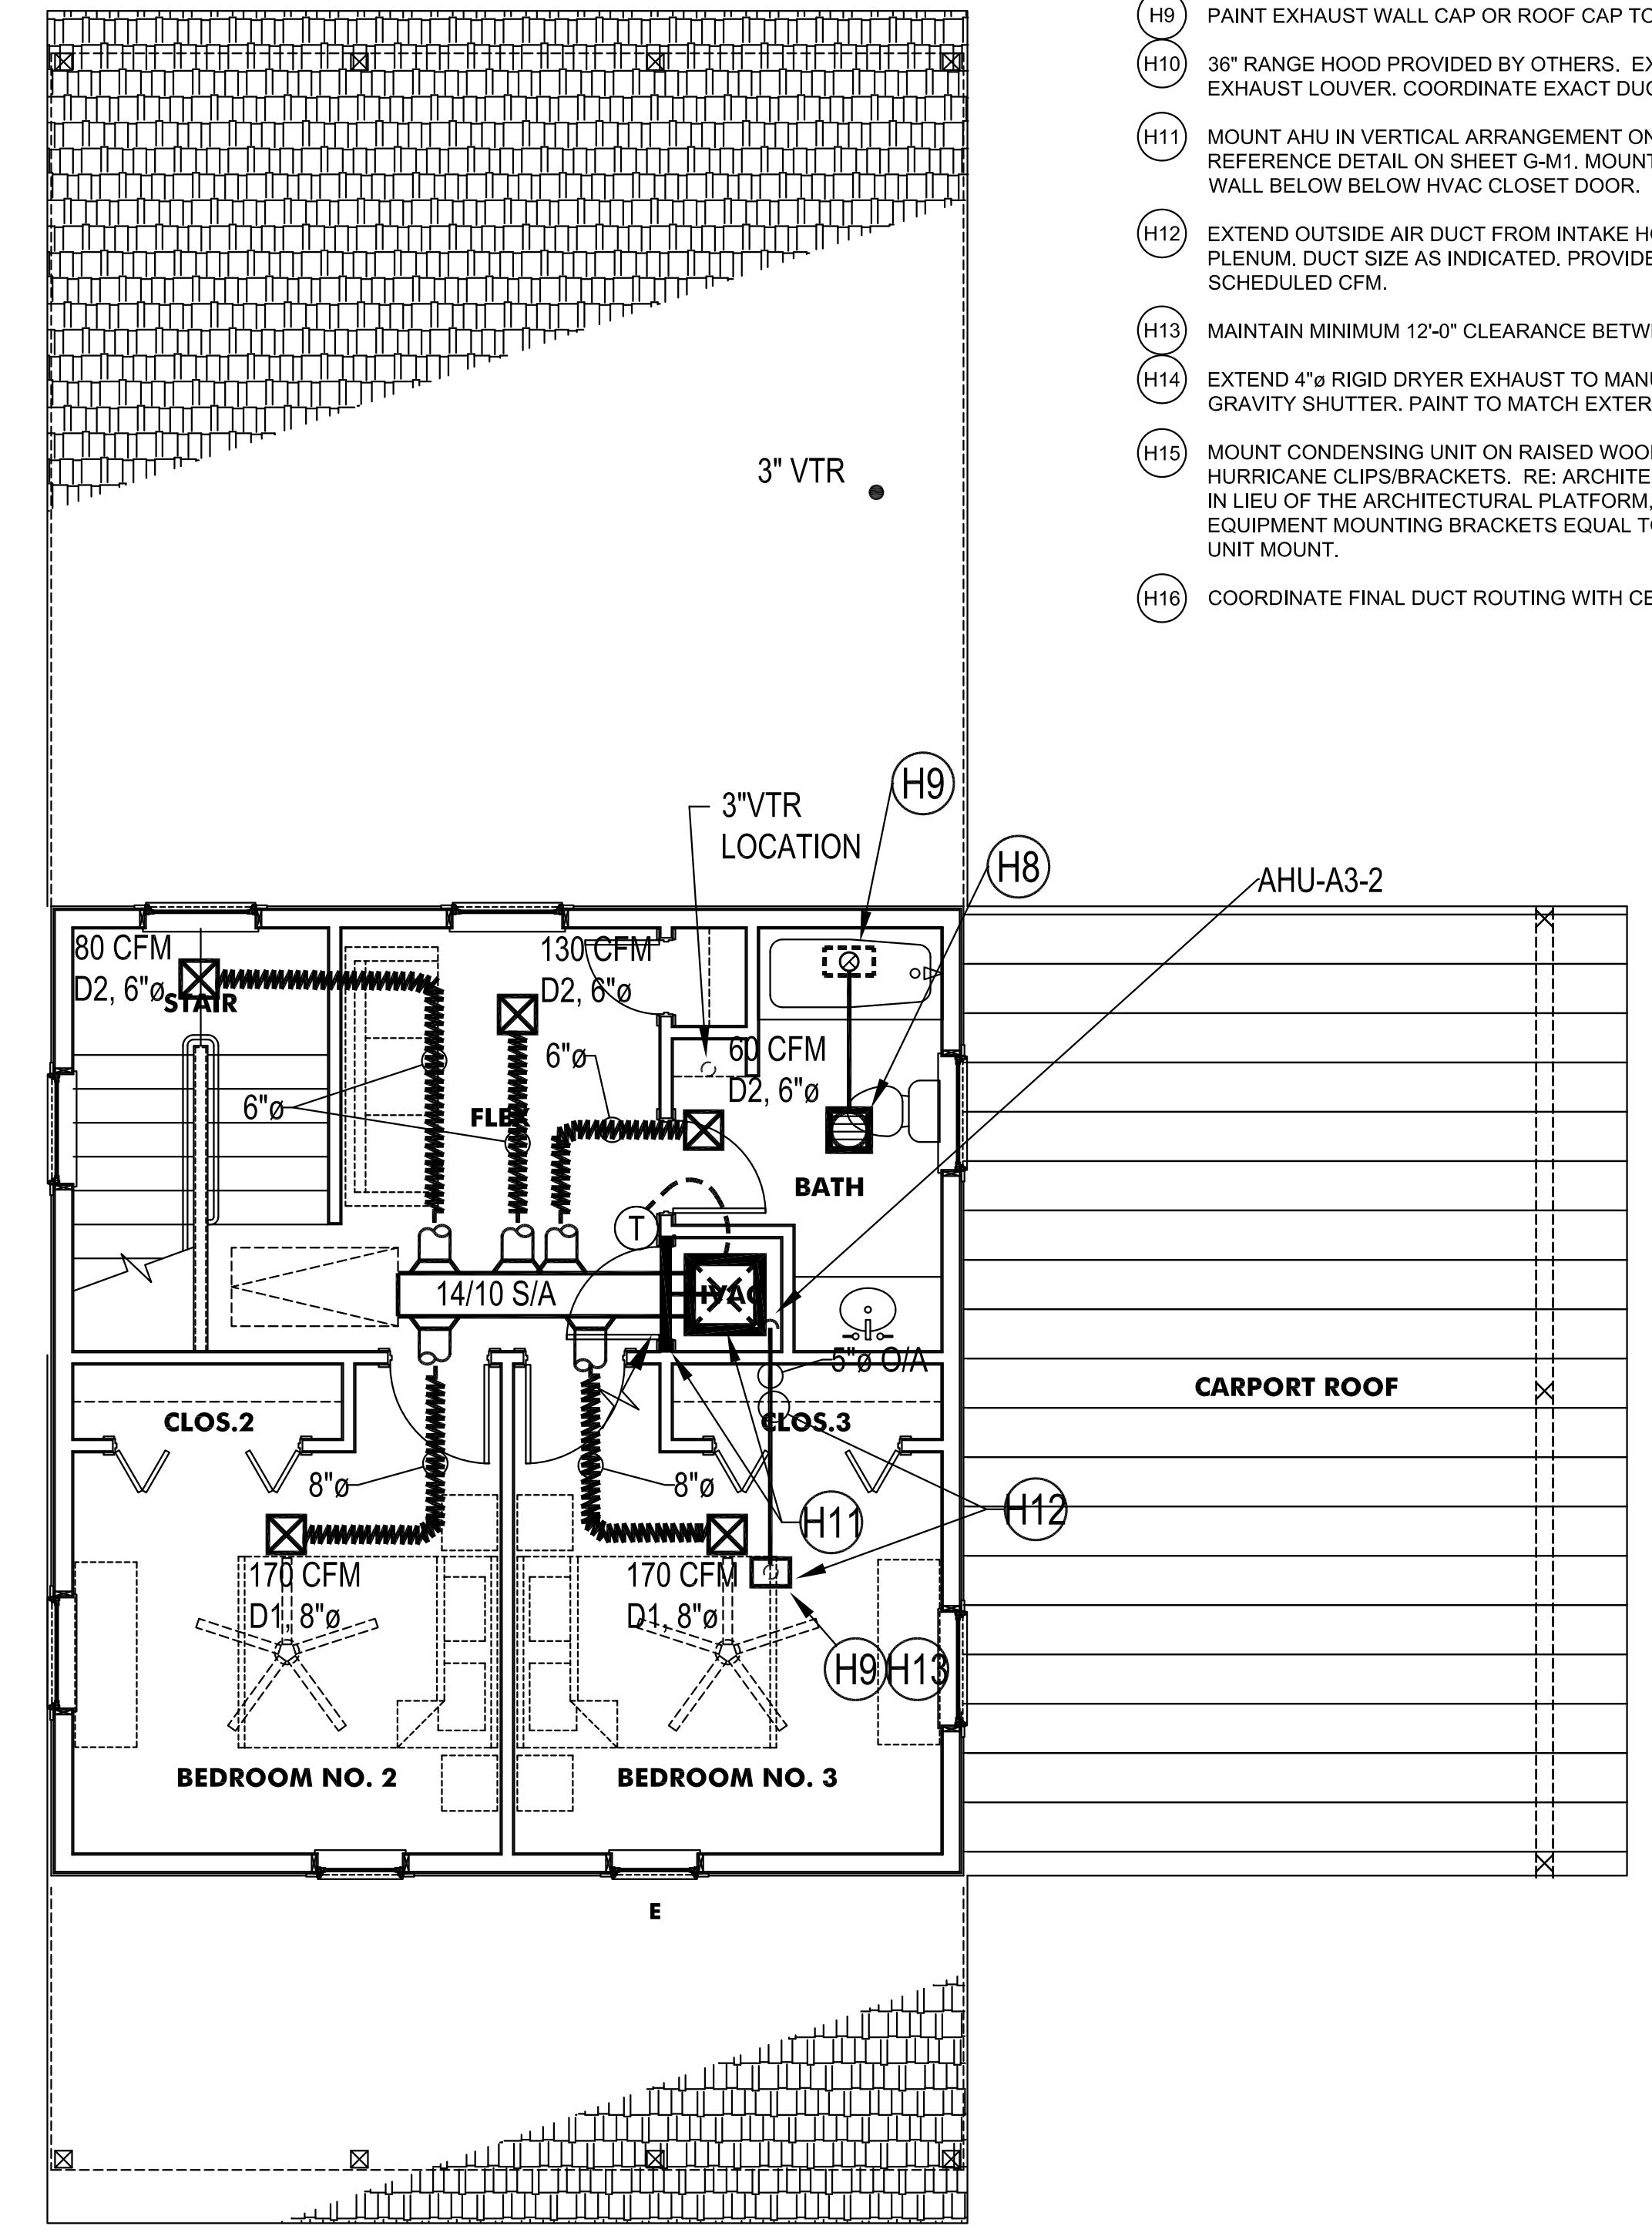 H9 PAINT EXHAUST WALL CAP OR ROOF CAP TO
H10 36" RANGE HOOD PROVIDED BY OTHERS. EX
EXHAUST LOUVER. COORDINATE EXACT DUC
H11 MOUNT AHU IN VERTICAL ARRANGEMENT ON
REFERENCE DETAIL ON SHEET G-M1. MOUNT
WALL BELOW BELOW HVAC CLOSET DOOR.
H12 EXTEND OUTSIDE AIR DUCT FROM INTAKE HO
PLENUM. DUCT SIZE AS INDICATED. PROVIDE
SCHEDULED CFM.
H13 MAINTAIN MINIMUM 12'-0" CLEARANCE BETWE
H14 EXTEND 4"ø RIGID DRYER EXHAUST TO MANU
GRAVITY SHUTTER. PAINT TO MATCH EXTER
H15 MOUNT CONDENSING UNIT ON RAISED WOOD
HURRICANE CLIPS/BRACKETS. RE: ARCHITE
IN LIEU OF THE ARCHITECTURAL PLATFORM,
EQUIPMENT MOUNTING BRACKETS EQUAL TO
UNIT MOUNT.
H16 COORDINATE FINAL DUCT ROUTING WITH CE
3" VTR
H9
3"VTR
LOCATION
H8
AHU-A3-2
80 CFM
D2, 6"ø
STAIR
130 CFM
D2, 6"ø
6"ø
60 CFM
D2, 6"ø
6"ø
FLEX
BATH
T
14/10 S/A
HVAC
5"ø O/A
CARPORT ROOF
CLOS.2
CLOS.3
8"ø
8"ø
H11
H12
170 CFM
D1, 8"ø
170 CFM
D1, 8"ø
H9 H13
BEDROOM NO. 2
BEDROOM NO. 3
E